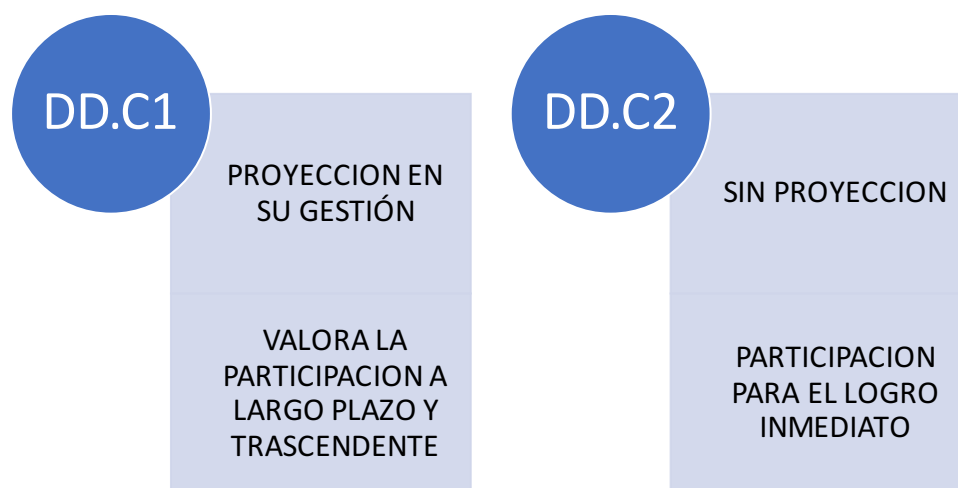 DD.C1
PROYECCION EN
SU GESTIÓN
VALORA LA
PARTICIPACION A
LARGO PLAZO Y
TRASCENDENTE
DD.C2
SIN PROYECCION
PARTICIPACION
PARA EL LOGRO
INMEDIATO